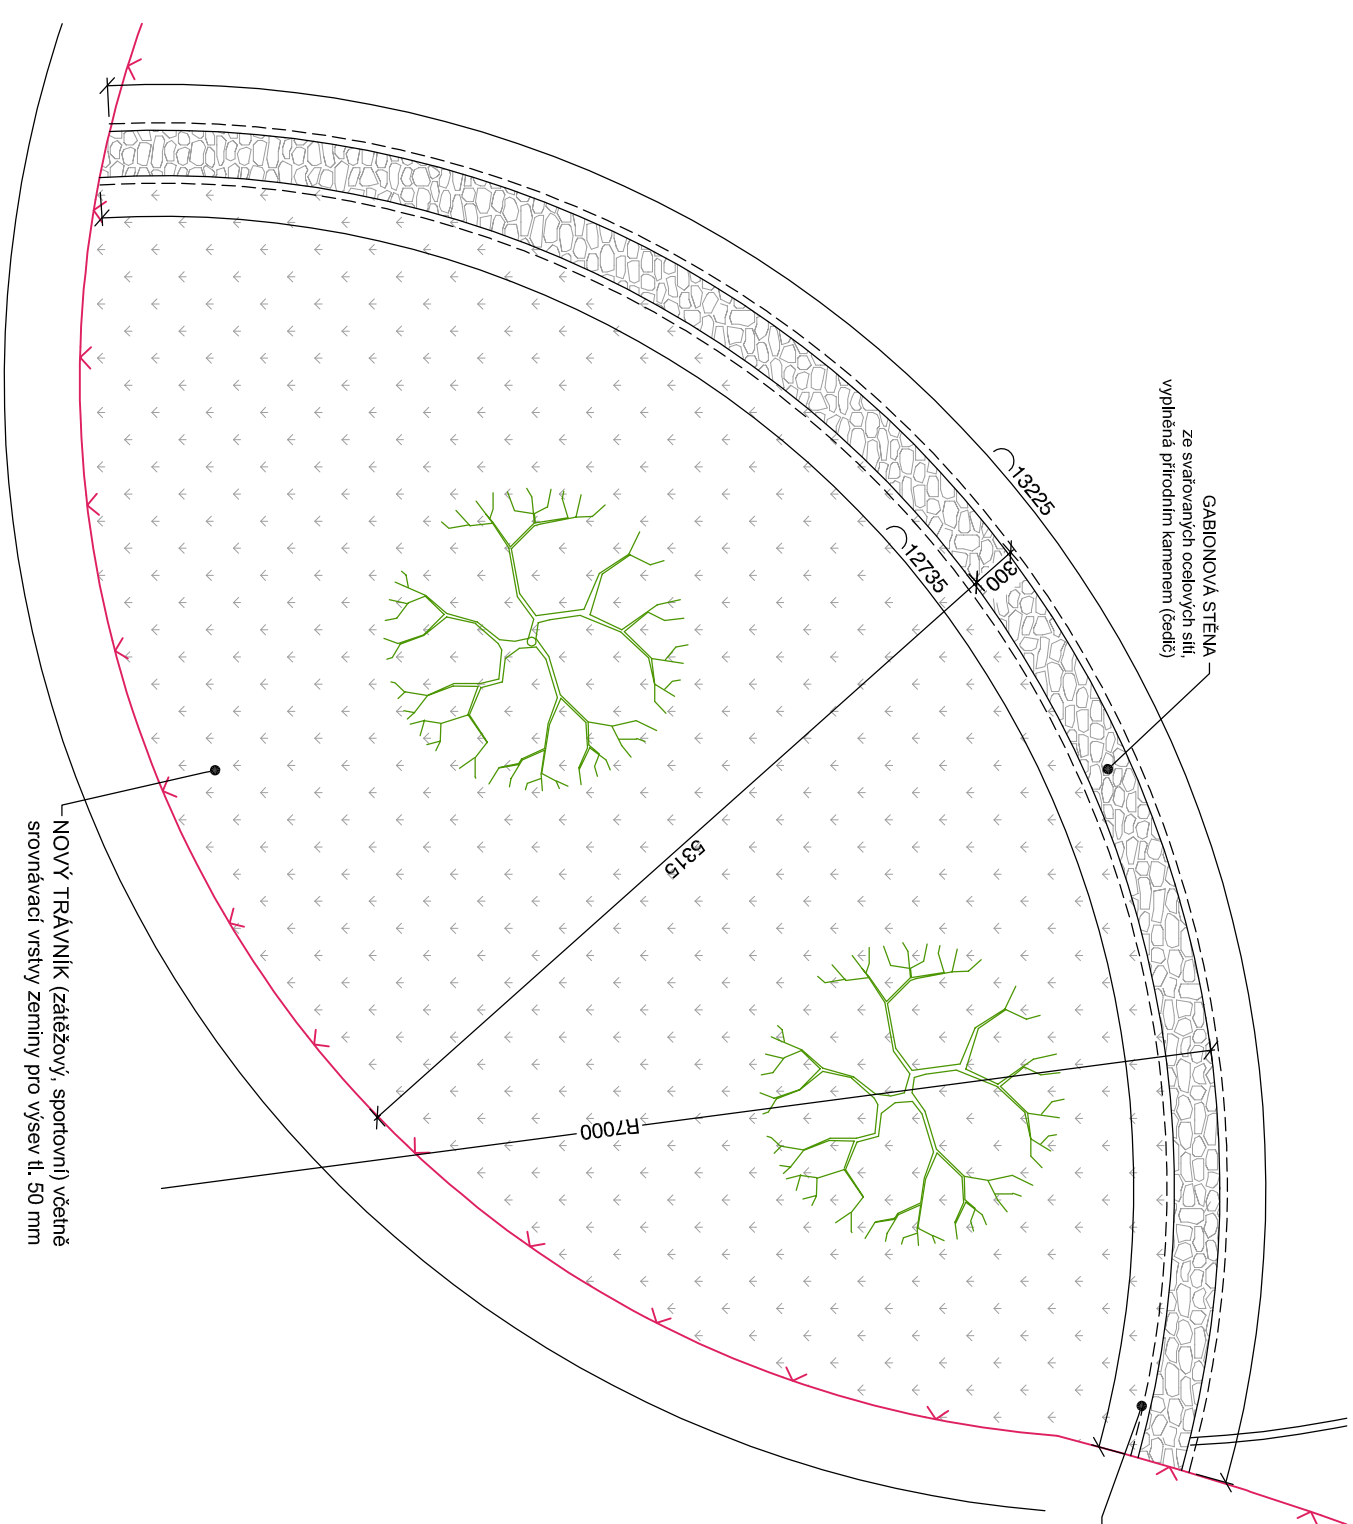 GABIONOVÁ STĚNA
ze svařovaných ocelových sítí,
vyplněná přírodním kamenem (čedič)
13225
12735
300
5315
R7000
NOVÝ TRÁVNÍK (zátěžový, sportovní) včetně
srovnávací vrstvy zeminy pro výsev tl. 50 mm